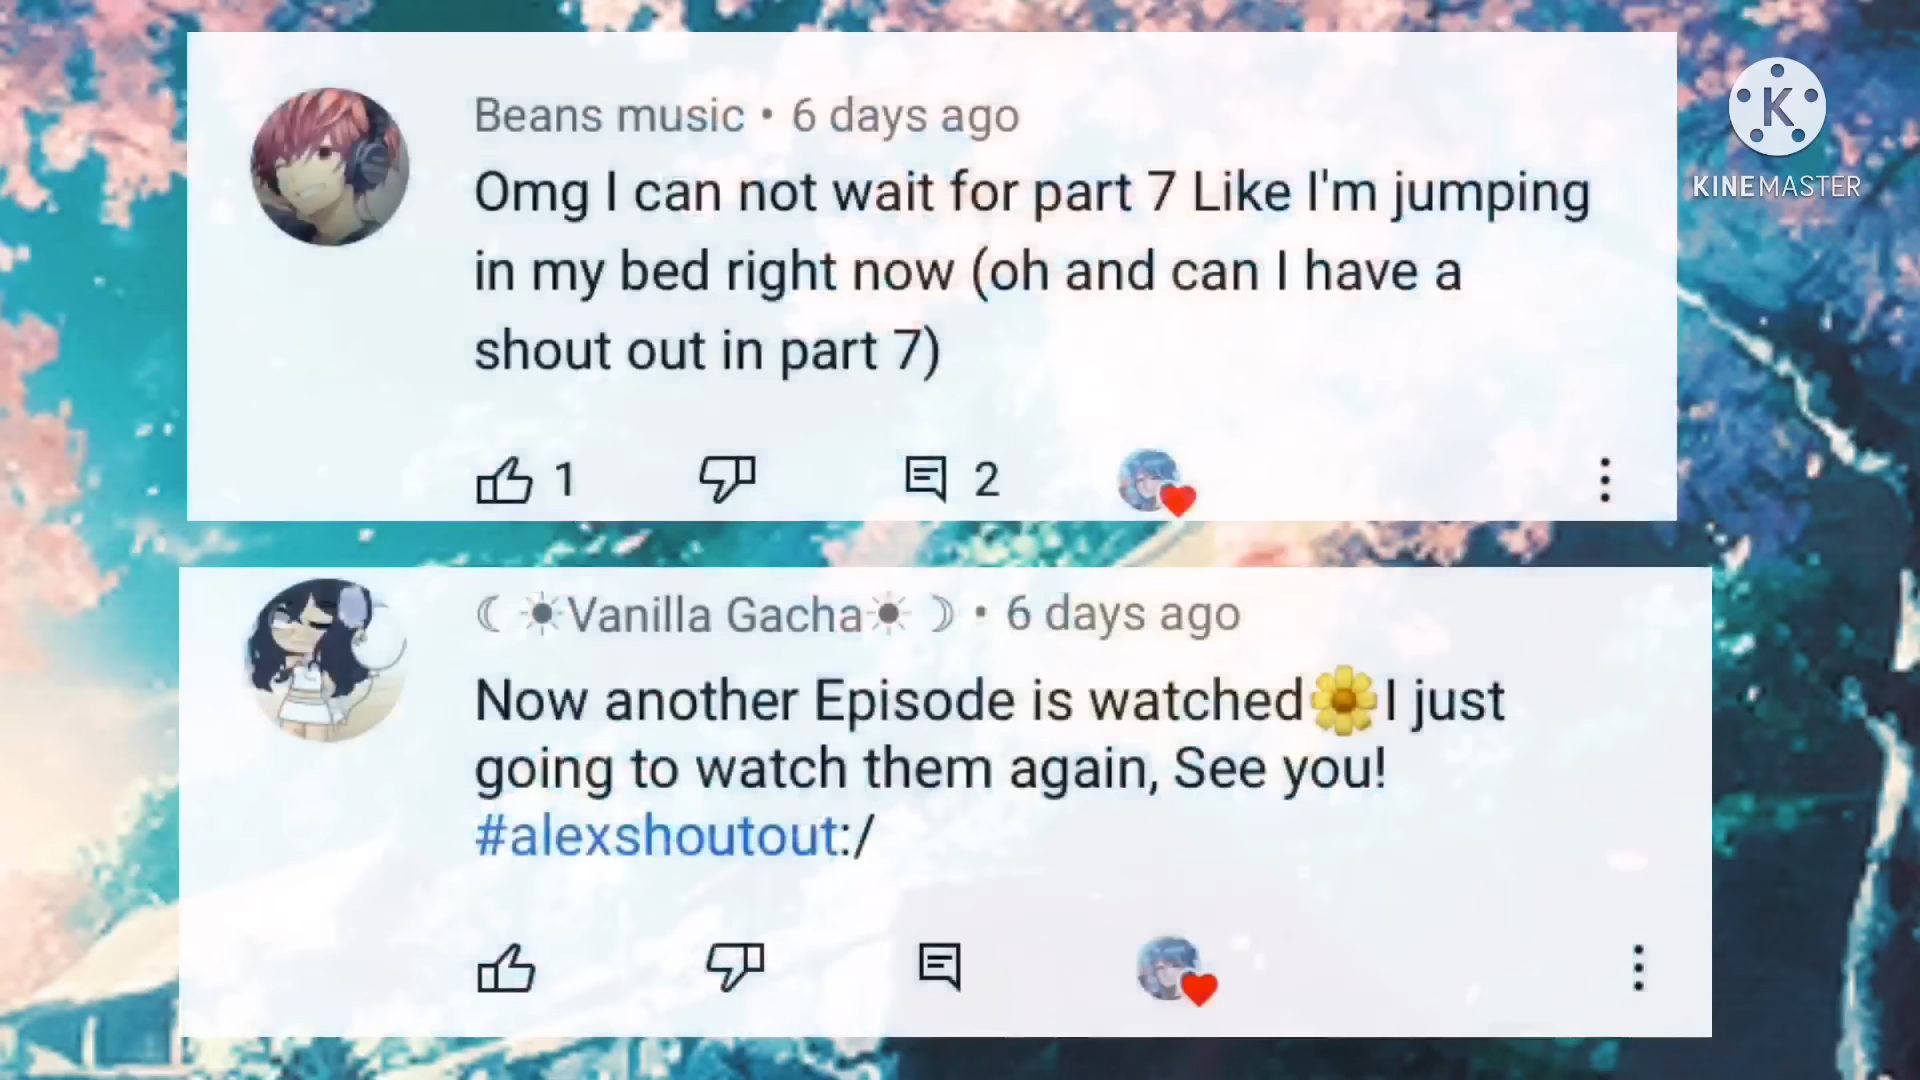 Beans music • 6 days ago
K
KINEMASTER
Omg I can not wait for part 7 Like I'm jumping
in my bed right now (oh and can I have a
shout out in part 7)
1
2
☾ ☀Vanilla Gacha☀ ☽ • 6 days ago
Now another Episode is watched🌼I just
going to watch them again, See you!
#alexshoutout:/